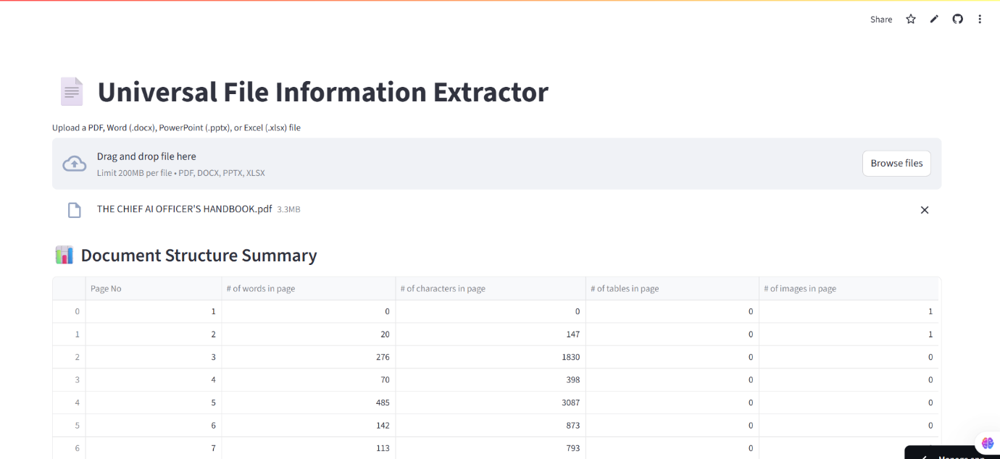 Share
Universal File Information Extractor
Upload a PDF, Word (.docx), PowerPoint (.pptx), or Excel (.xlsx) file
Drag and drop file here
Limit 200MB per file • PDF, DOCX, PPTX, XLSX
Browse files
THE CHIEF AI OFFICER'S HANDBOOK.pdf 3.3MB
Document Structure Summary
Page No # of words in page # of characters in page # of tables in page # of images in page
0 1 0 0 0 1
1 2 20 147 0 1
2 3 276 1830 0 0
3 4 70 398 0 0
4 5 485 3087 0 0
5 6 142 873 0 0
6 7 113 793 0 0